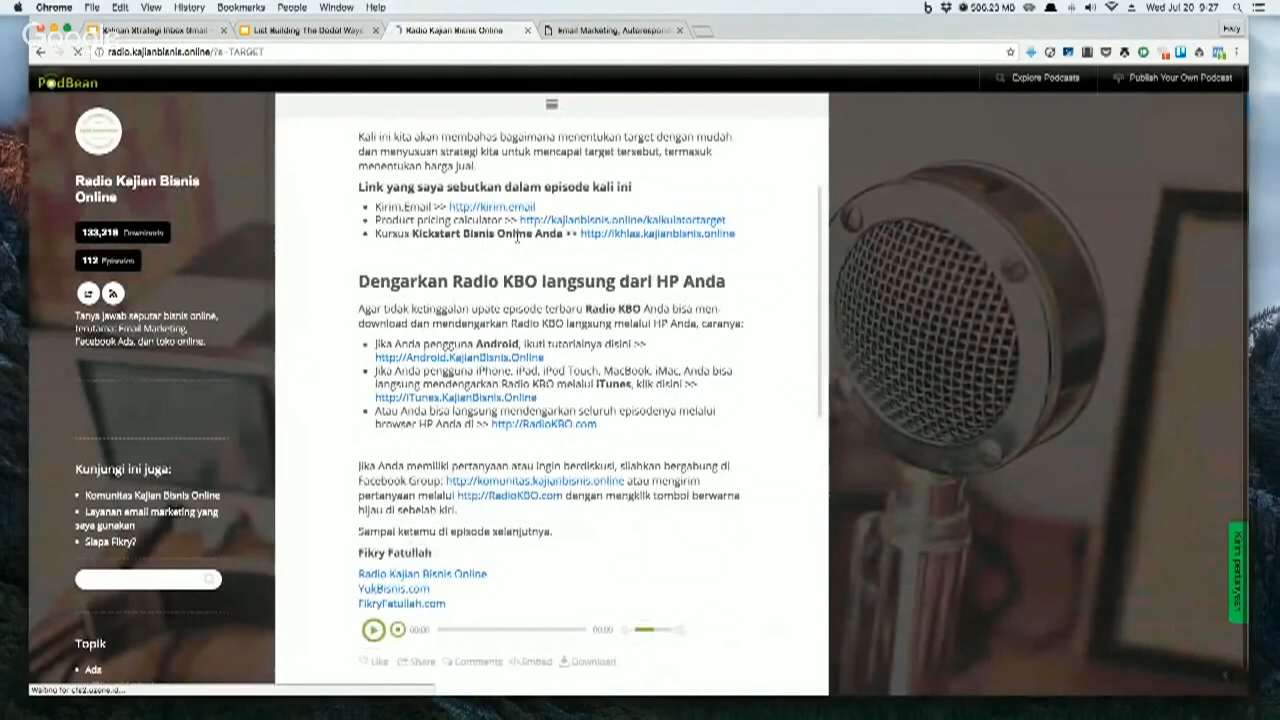 Chrome File Edit View History Bookmarks People Window Help 506.23 MB Wed Jul 20 9:27
Strategi Inbox Gmail - List Building The Dodol Ways Radio Kajian Bisnis Online Email Marketing, Autorespond Fikry
radio.kajianbisnis.online/?s=TARGET
PodBean Explore Podcasts Publish Your Own Podcast
Radio Kajian Bisnis
Online
133,218 Downloads
112 Episodes
Tanya jawab seputar bisnis online,
terutama: Email Marketing,
Facebook Ads, dan toko online.
Kunjungi ini juga:
Komunitas Kajian Bisnis Online
Layanan email marketing yang
saya gunakan
Siapa Fikry?
Topik
Ads
Kali ini kita akan membahas bagaimana menentukan target dengan mudah
dan menyusun strategi kita untuk mencapai target tersebut, termasuk
menentukan harga jual.
Link yang saya sebutkan dalam episode kali ini
Kirim.Email >> http://kirim.email
Product pricing calculator >> http://kajianbisnis.online/kalkulatortarget
Kursus Kickstart Bisnis Online Anda >> http://ikhlas.kajianbisnis.online
Dengarkan Radio KBO langsung dari HP Anda
Agar tidak ketinggalan upate episode terbaru Radio KBO Anda bisa men-
download dan mendengarkan Radio KBO langsung melalui HP Anda, caranya:
Jika Anda pengguna Android, ikuti tutorialnya disini >>
http://Android.KajianBisnis.Online
Jika Anda pengguna iPhone, iPad, iPod Touch, MacBook, iMac, Anda bisa
langsung mendengarkan Radio KBO melalui iTunes, klik disini >>
http://iTunes.KajianBisnis.Online
Atau Anda bisa langsung mendengarkan seluruh episodenya melalui
browser HP Anda di >> http://RadioKBO.com
Jika Anda memiliki pertanyaan atau ingin berdiskusi, silahkan bergabung di
Facebook Group: http://komunitas.kajianbisnis.online atau mengirim
pertanyaan melalui http://RadioKBO.com dengan mengklik tombol berwarna
hijau di sebelah kiri.
Sampai ketemu di episode selanjutnya.
Fikry Fatullah
Radio Kajian Bisnis Online
YukBisnis.com
FikryFatullah.com
00:00 00:00
Like Share Comments Embed Download